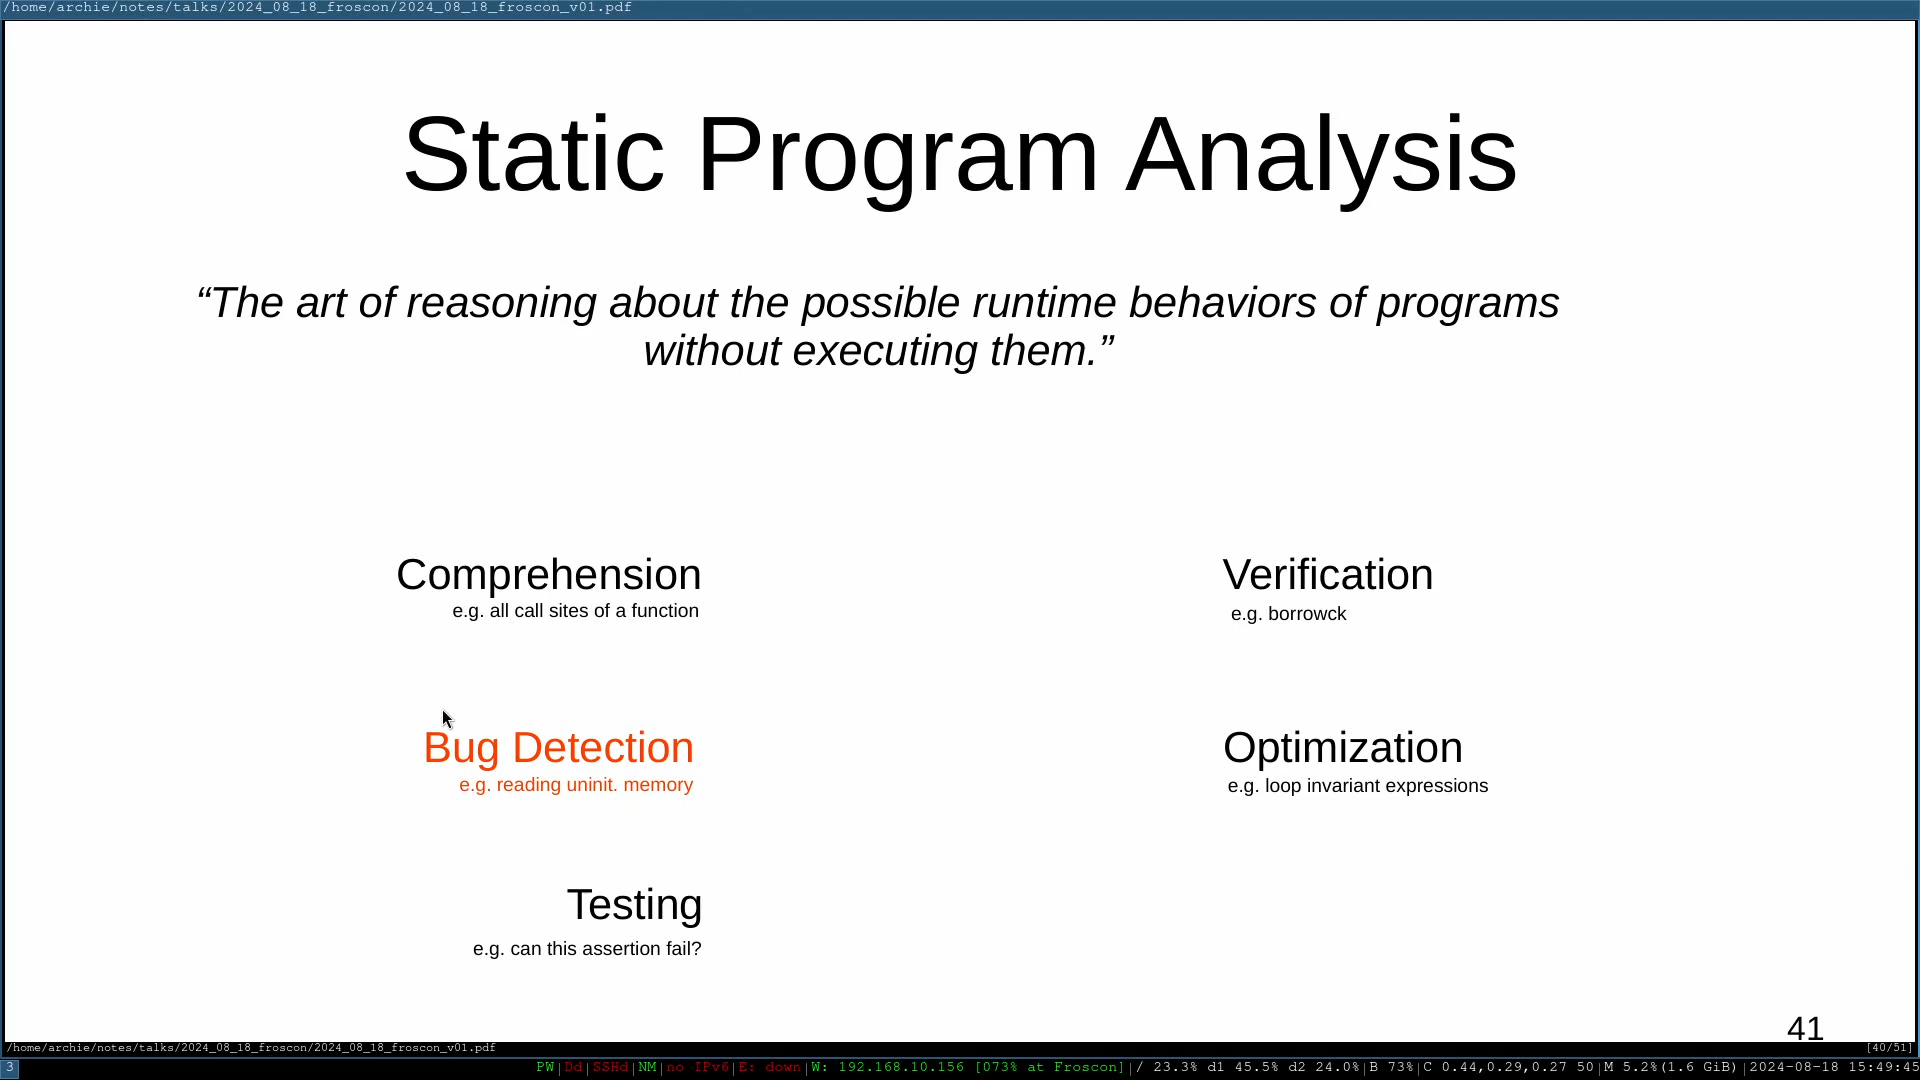 /home/archie/notes/talks/2024_08_18_froscon/2024_08_18_froscon_v01.pdf
Static Program Analysis
“The art of reasoning about the possible runtime behaviors of programs
without executing them.”
Comprehension
e.g. all call sites of a function
Verification
e.g. borrowck
Bug Detection
e.g. reading uninit. memory
Optimization
e.g. loop invariant expressions
Testing
e.g. can this assertion fail?
41
/home/archie/notes/talks/2024_08_18_froscon/2024_08_18_froscon_v01.pdf [40/51]
3 PW|Dd|SSHd|NM|no IPv6|E: down|W: 192.168.10.156 [073% at Froscon]|/ 23.3% d1 45.5% d2 24.0%|B 73%|C 0.44,0.29,0.27 50|M 5.2%(1.6 GiB)|2024-08-18 15:49:45